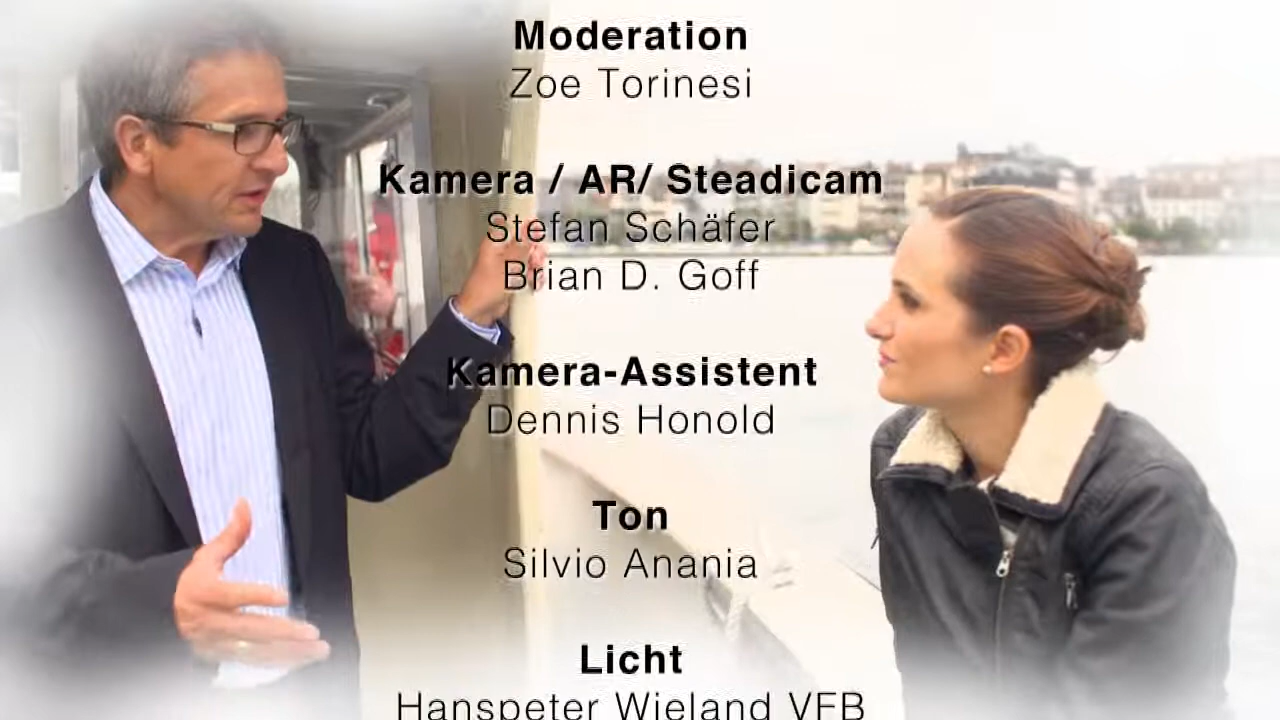 Moderation
Zoe Torinesi
Kamera / AR/ Steadicam
Stefan Schäfer
Brian D. Goff
Kamera-Assistent
Dennis Honold
Ton
Silvio Anania
Licht
Hanspeter Wieland VFB